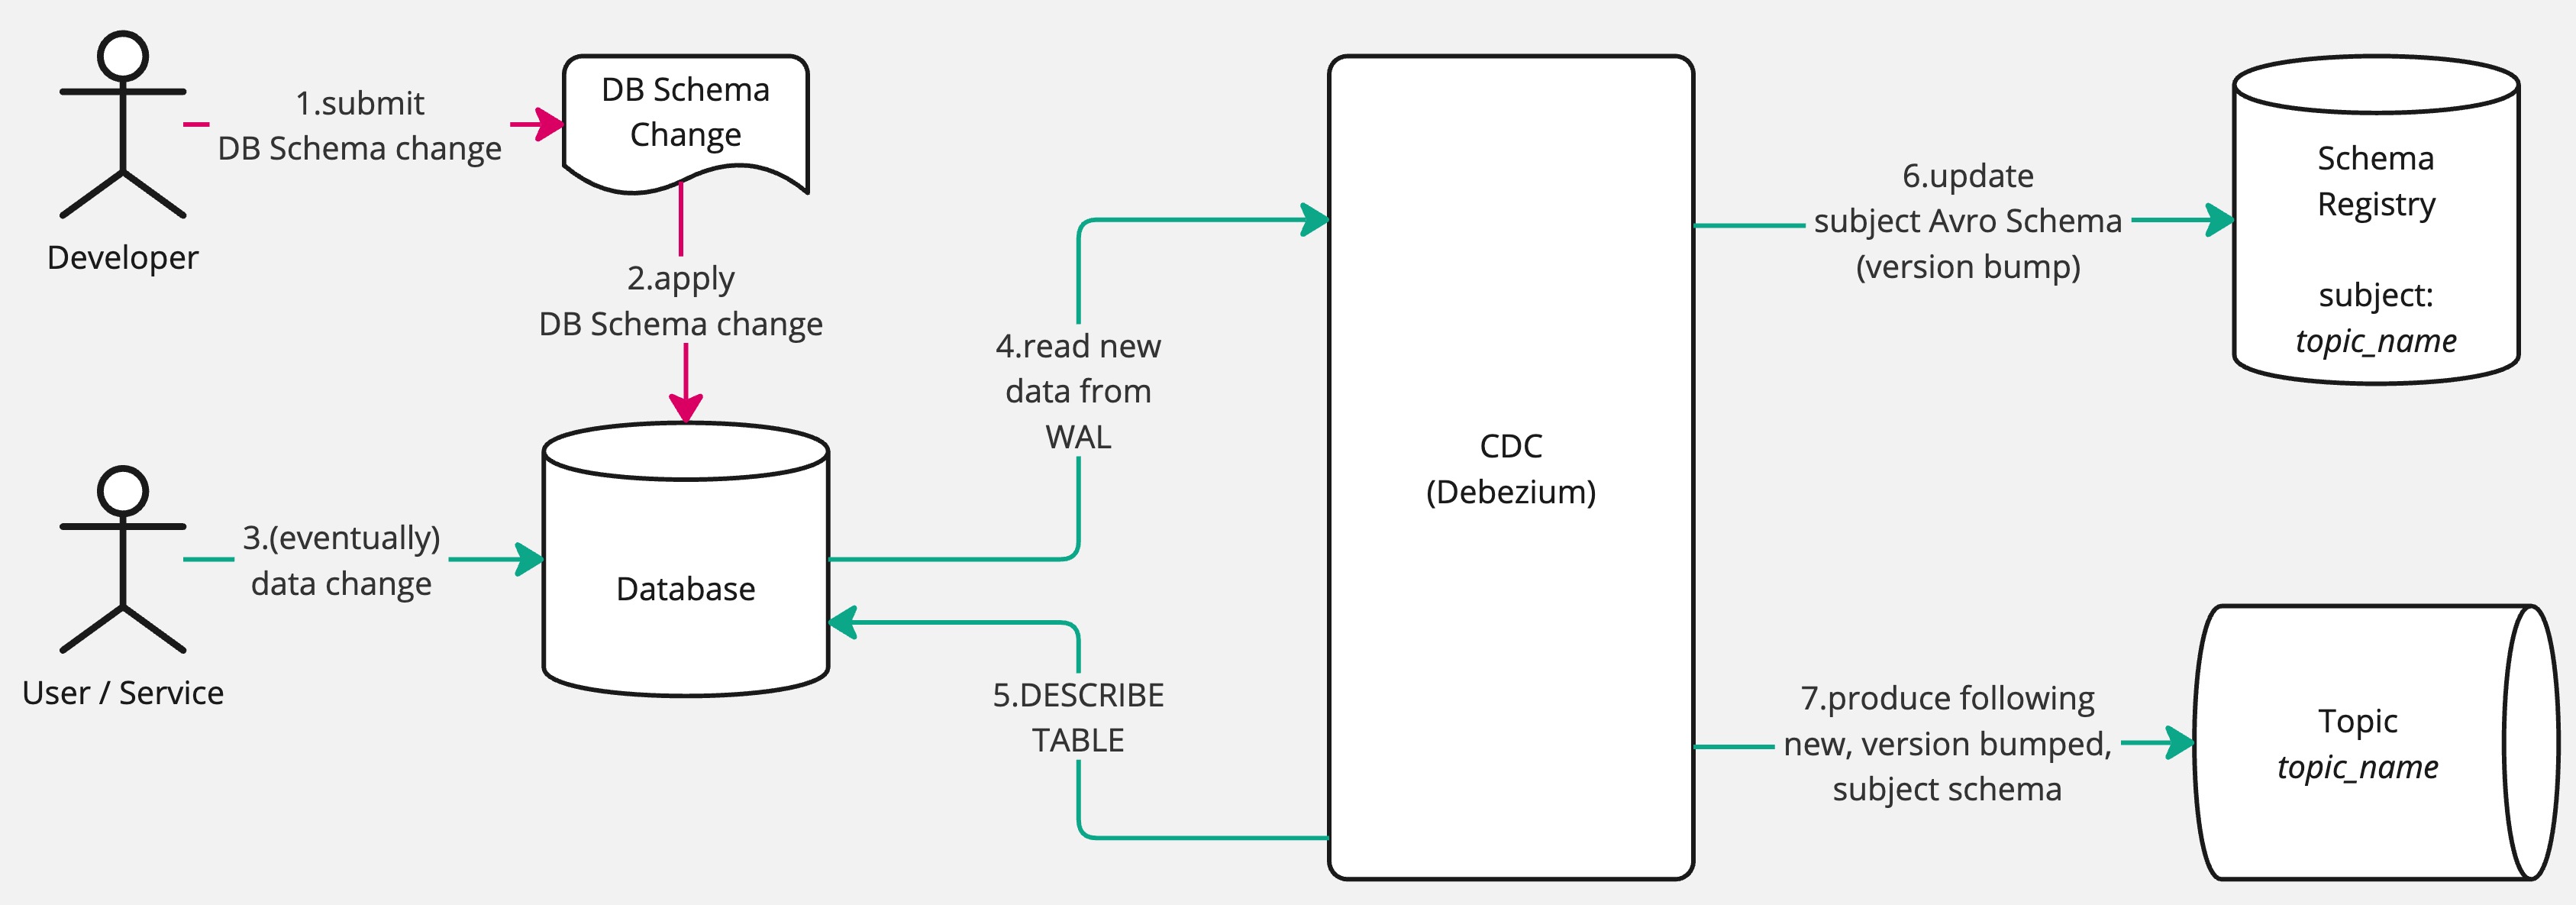 1.submit
DB Schema change
DB Schema
Change
Developer
2.apply
DB Schema change
3.(eventually)
data change
User / Service
Database
4.read new
data from
WAL
5.DESCRIBE
TABLE
CDC
(Debezium)
6.update
subject Avro Schema
(version bump)
Schema
Registry
subject:
topic_name
7.produce following
new, version bumped,
subject schema
Topic
topic_name